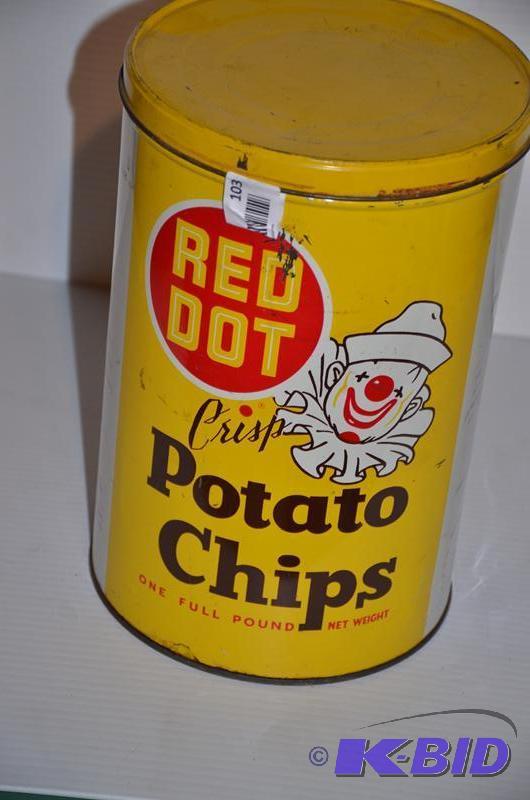 103
RED
DOT
Crisp
Potato
Chips
ONE FULL POUND NET WEIGHT
© K-BID